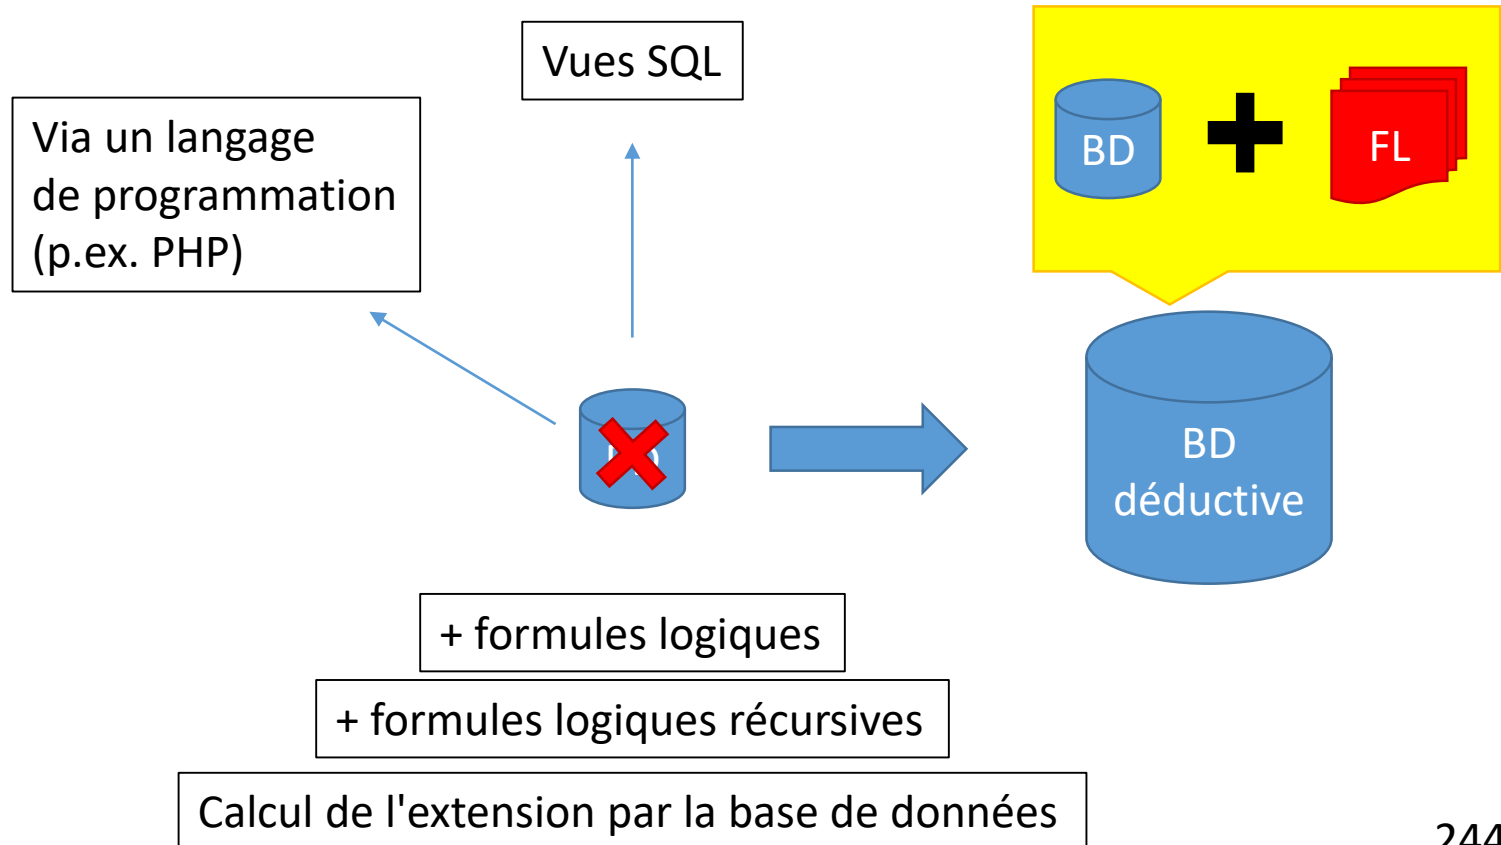 Vues SQL
Via un langage
de programmation
(p.ex. PHP)
BD
FL
BD
déductive
+ formules logiques
+ formules logiques récursives
Calcul de l'extension par la base de données
244